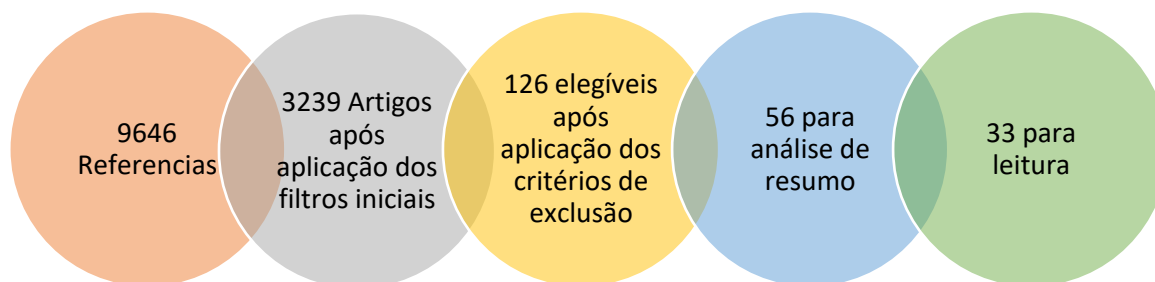 9646
Referencias
3239 Artigos
após
aplicação dos
filtros iniciais
126 elegíveis
após
aplicação dos
critérios de
exclusão
56 para
análise de
resumo
33 para
leitura